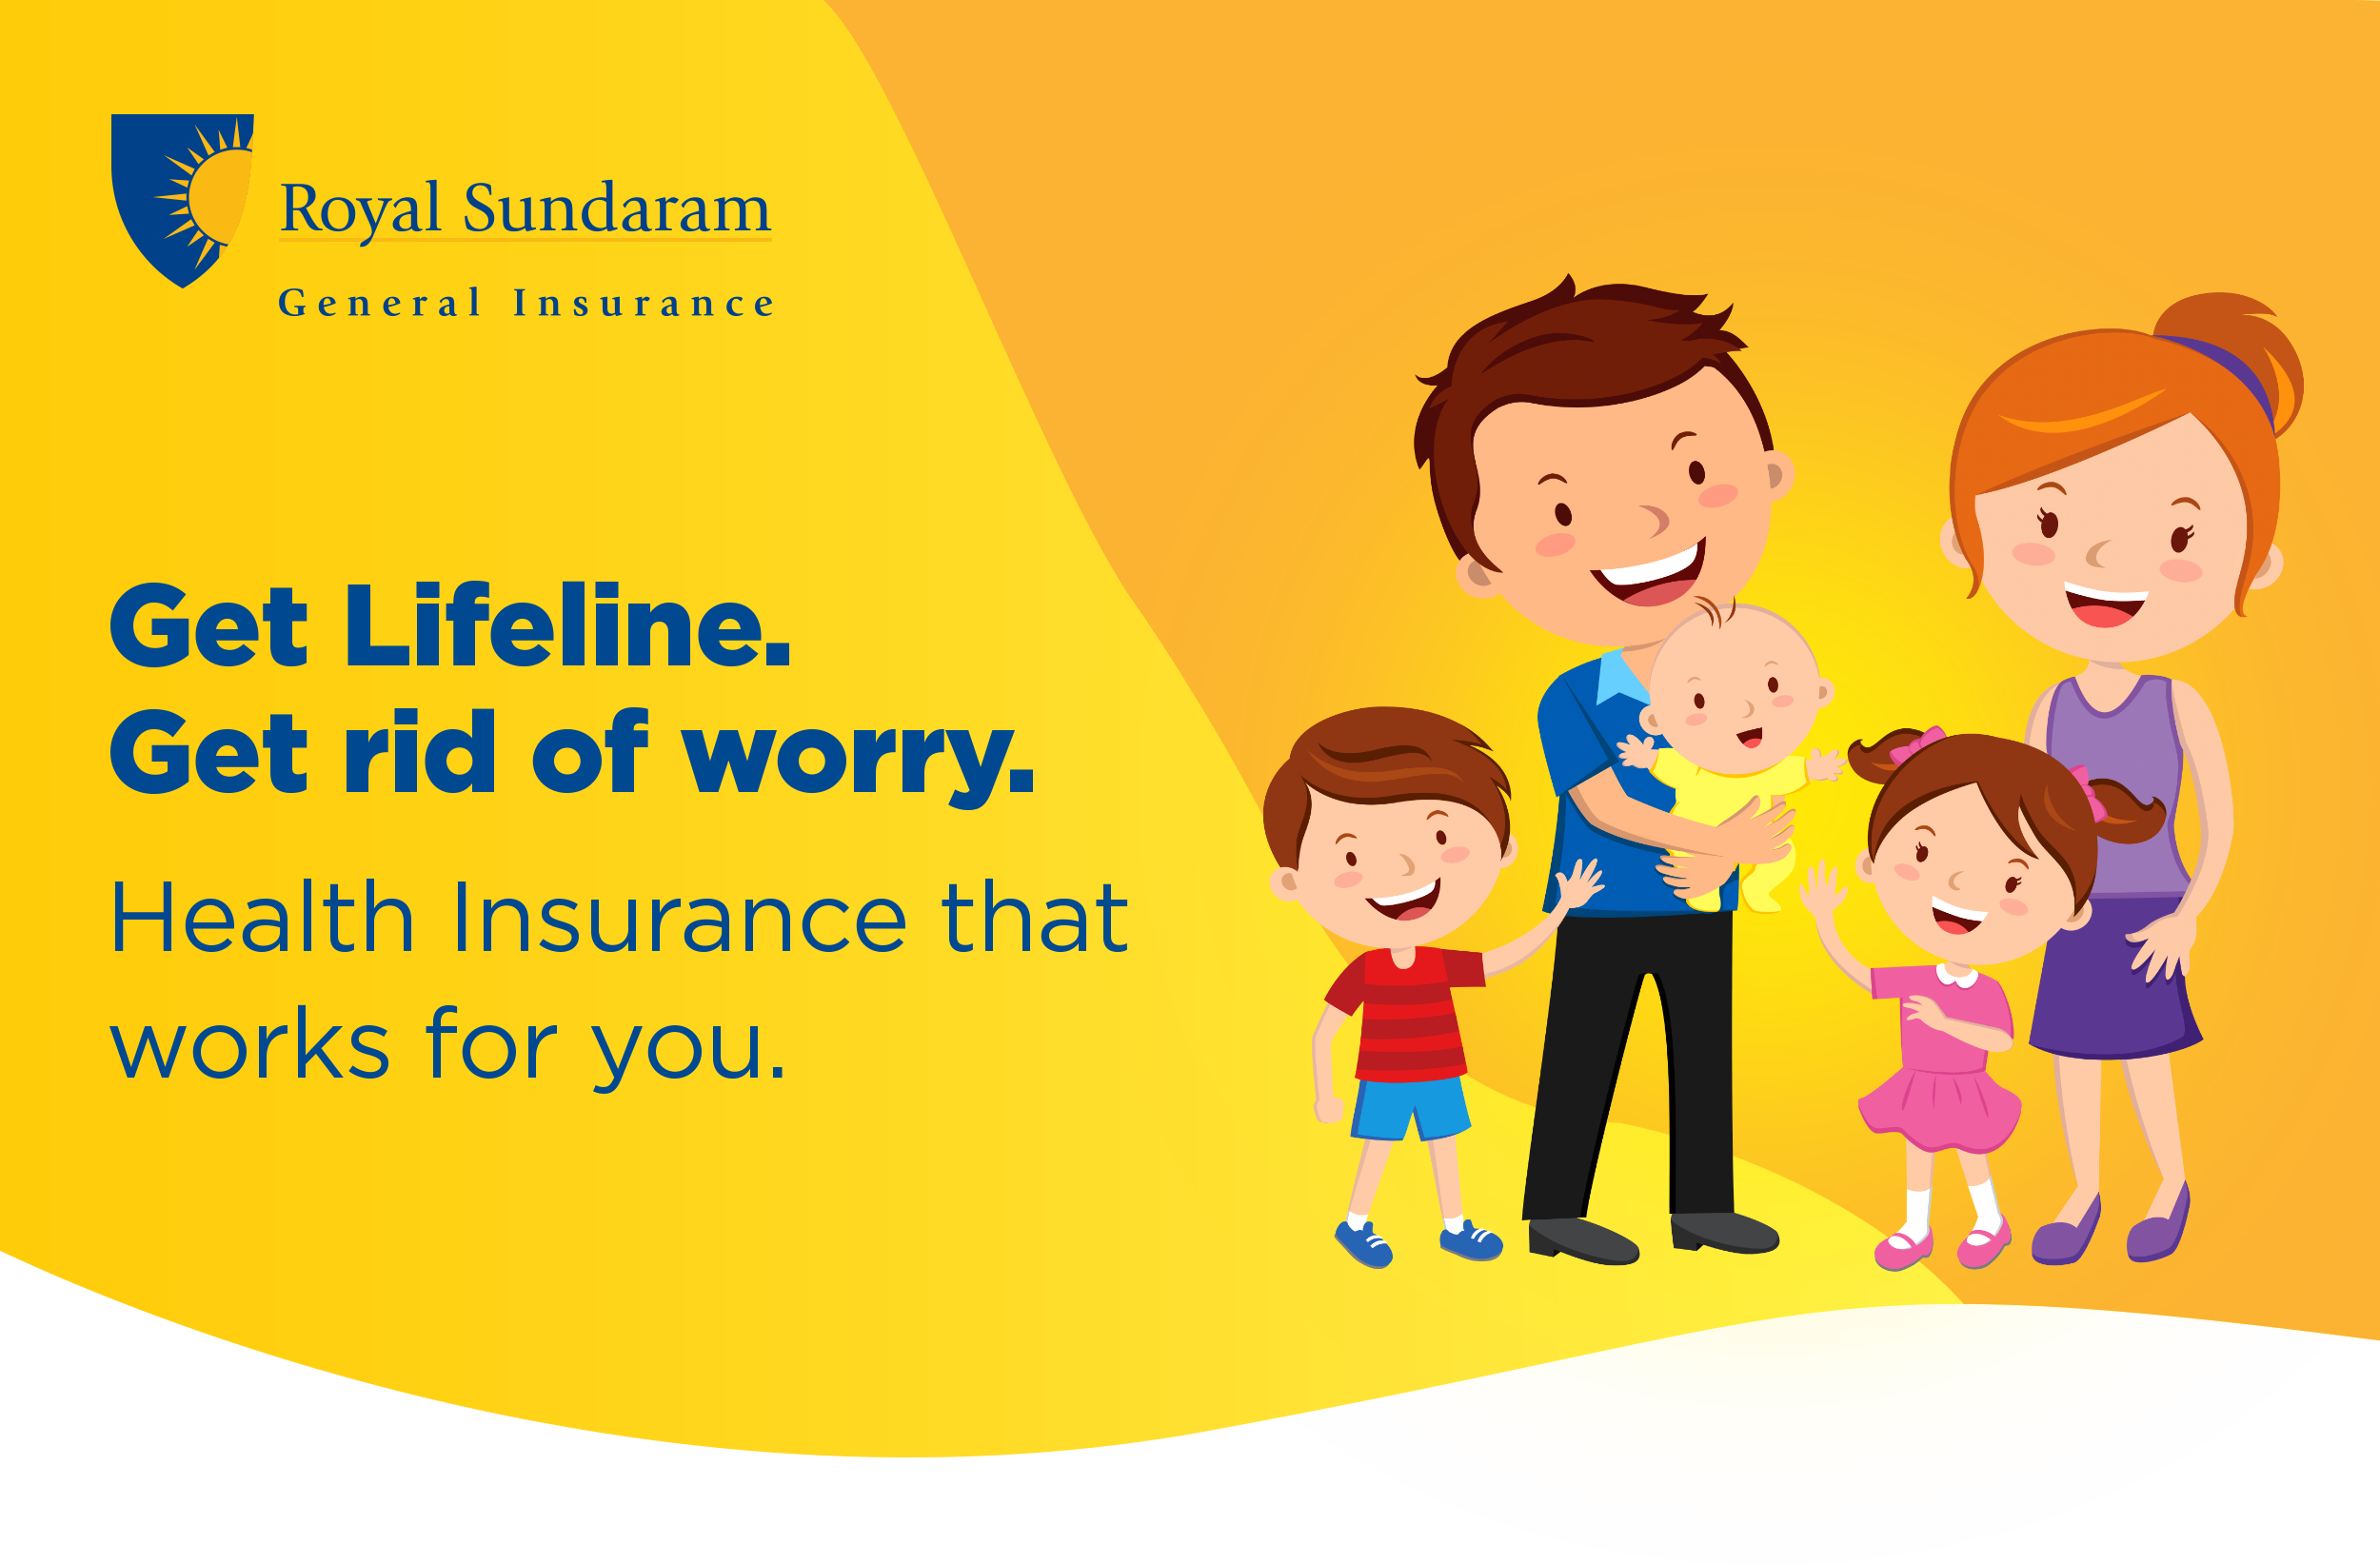 Royal Sundaram
General Insurance
Get Lifeline.
Get rid of worry.
Health Insurance that
works for you.